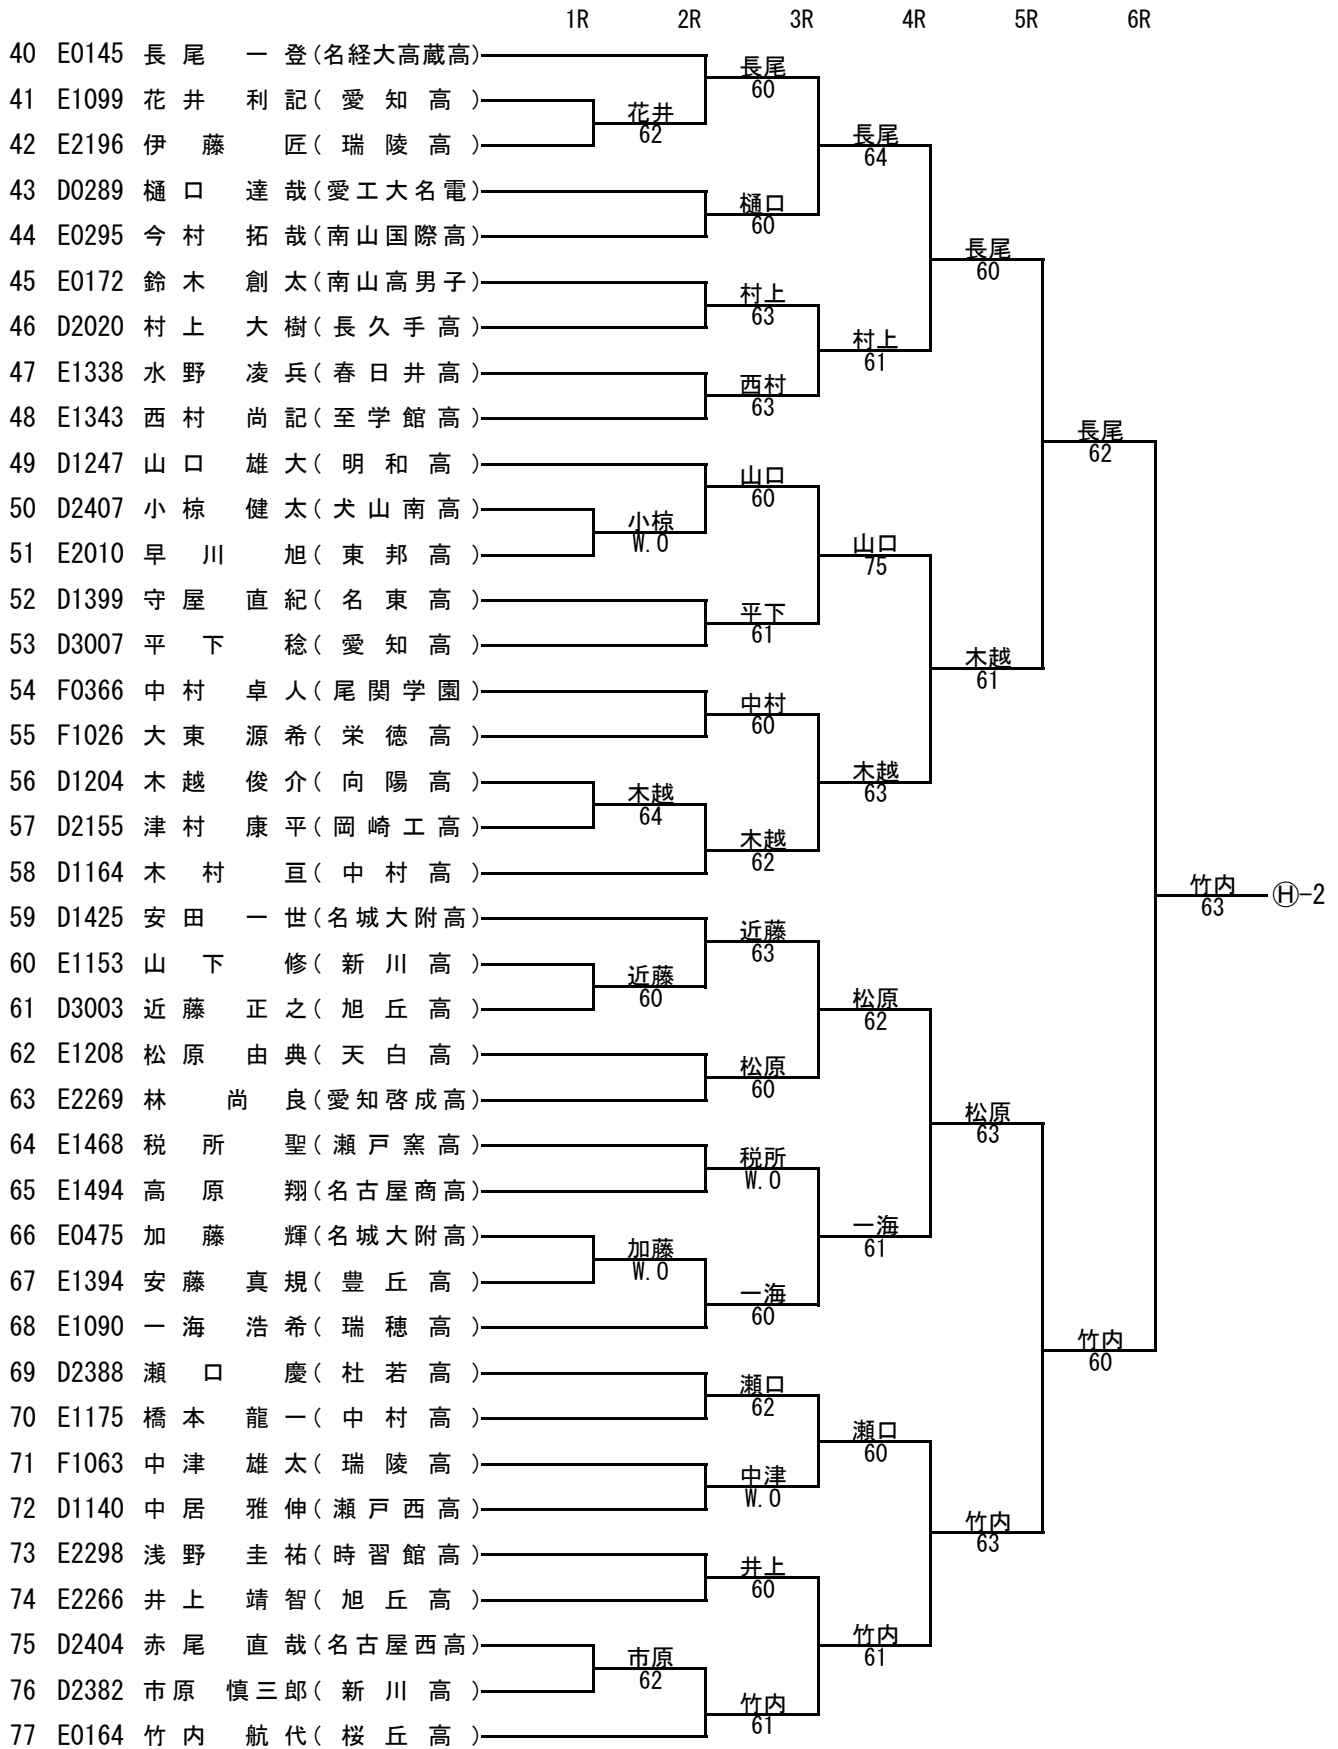 1R 2R 3R 4R 5R 6R
40 E0145 長尾 一登(名経大高蔵高)
長尾
60
41 E1099 花井 利記(愛知高)
花井
62
42 E2196 伊藤 匠(瑞陵高)
長尾
64
43 D0289 樋口 達哉(愛工大名電)
樋口
60
44 E0295 今村 拓哉(南山国際高)
長尾
60
45 E0172 鈴木 創太(南山高男子)
村上
63
46 D2020 村上 大樹(長久手高)
村上
61
47 E1338 水野 凌兵(春日井高)
西村
63
48 E1343 西村 尚記(至学館高)
長尾
62
49 D1247 山口 雄大(明和高)
山口
60
50 D2407 小椋 健太(犬山南高)
小椋
W.O
51 E2010 早川 旭(東邦高)
山口
75
52 D1399 守屋 直紀(名東高)
平下
61
53 D3007 平下 稔(愛知高)
木越
61
54 F0366 中村 卓人(尾関学園)
中村
60
55 F1026 大東 源希(栄徳高)
木越
63
56 D1204 木越 俊介(向陽高)
木越
64
57 D2155 津村 康平(岡崎工高)
木越
62
58 D1164 木村 亘(中村高)
竹内
63
Ⓗ-2
59 D1425 安田 一世(名城大附高)
近藤
63
60 E1153 山下 修(新川高)
近藤
60
61 D3003 近藤 正之(旭丘高)
松原
62
62 E1208 松原 由典(天白高)
松原
60
63 E2269 林 尚良(愛知啓成高)
松原
63
64 E1468 税所 聖(瀬戸窯高)
税所
W.O
65 E1494 高原 翔(名古屋商高)
一海
61
66 E0475 加藤 輝(名城大附高)
加藤
W.O
67 E1394 安藤 真規(豊丘高)
一海
60
68 E1090 一海 浩希(瑞穂高)
竹内
60
69 D2388 瀬口 慶(杜若高)
瀬口
62
70 E1175 橋本 龍一(中村高)
瀬口
60
71 F1063 中津 雄太(瑞陵高)
中津
W.O
72 D1140 中居 雅伸(瀬戸西高)
竹内
63
73 E2298 浅野 圭祐(時習館高)
井上
60
74 E2266 井上 靖智(旭丘高)
竹内
61
75 D2404 赤尾 直哉(名古屋西高)
市原
62
76 D2382 市原 慎三郎(新川高)
竹内
61
77 E0164 竹内 航代(桜丘高)